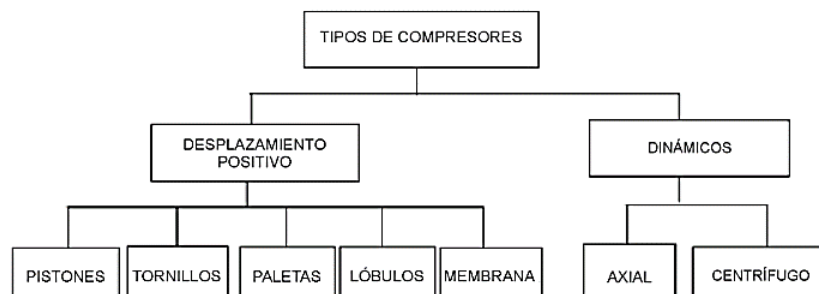 TIPOS DE COMPRESORES
DESPLAZAMIENTO
POSITIVO
DINÁMICOS
PISTONES
TORNILLOS
PALETAS
LÓBULOS
MEMBRANA
AXIAL
CENTRÍFUGO